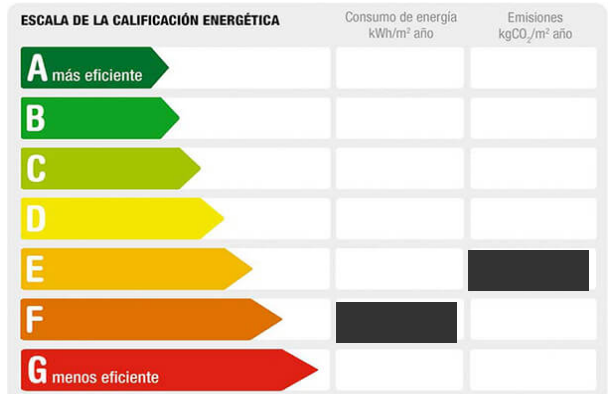 ESCALA DE LA CALIFICACIÓN ENERGÉTICA
Consumo de energía
kWh/m² año
Emisiones
kgCO₂/m² año
A más eficiente
B
C
D
E
F
G menos eficiente